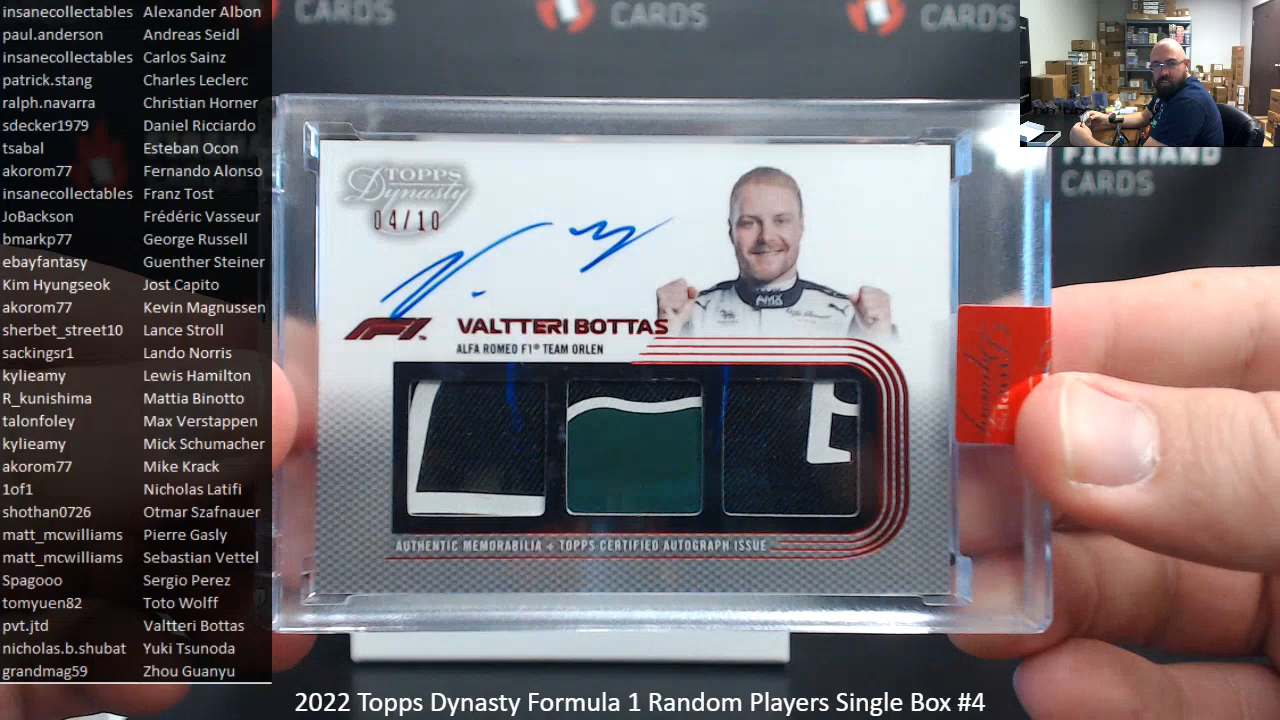 insanecollectables Alexander Albon
paul.anderson Andreas Seidl
insanecollectables Carlos Sainz
patrick.stang Charles Leclerc
ralph.navarra Christian Horner
sdecker1979 Daniel Ricciardo
tsabal Esteban Ocon
akorom77 Fernando Alonso
insanecollectables Franz Tost
JoBackson Frédéric Vasseur
bmarkp77 George Russell
ebayfantasy Guenther Steiner
Kim Hyungseok Jost Capito
akorom77 Kevin Magnussen
sherbet_street10 Lance Stroll
sackingsr1 Lando Norris
kylieamy Lewis Hamilton
R_kunishima Mattia Binotto
talonfoley Max Verstappen
kylieamy Mick Schumacher
akorom77 Mike Krack
1of1 Nicholas Latifi
shothan0726 Otmar Szafnauer
matt_mcwilliams Pierre Gasly
matt_mcwilliams Sebastian Vettel
Spagooo Sergio Perez
tomyuen82 Toto Wolff
pvt.jtd Valtteri Bottas
nicholas.b.shubat Yuki Tsunoda
grandmag59 Zhou Guanyu
CARDS
CARDS
CARDS
FIREHAND
CARDS
TOPPS
Dynasty
04/10
F1
VALTTERI BOTTAS
ALFA ROMEO F1® TEAM ORLEN
AUTHENTIC MEMORABILIA + TOPPS CERTIFIED AUTOGRAPH ISSUE
Dynasty
2022 Topps Dynasty Formula 1 Random Players Single Box #4